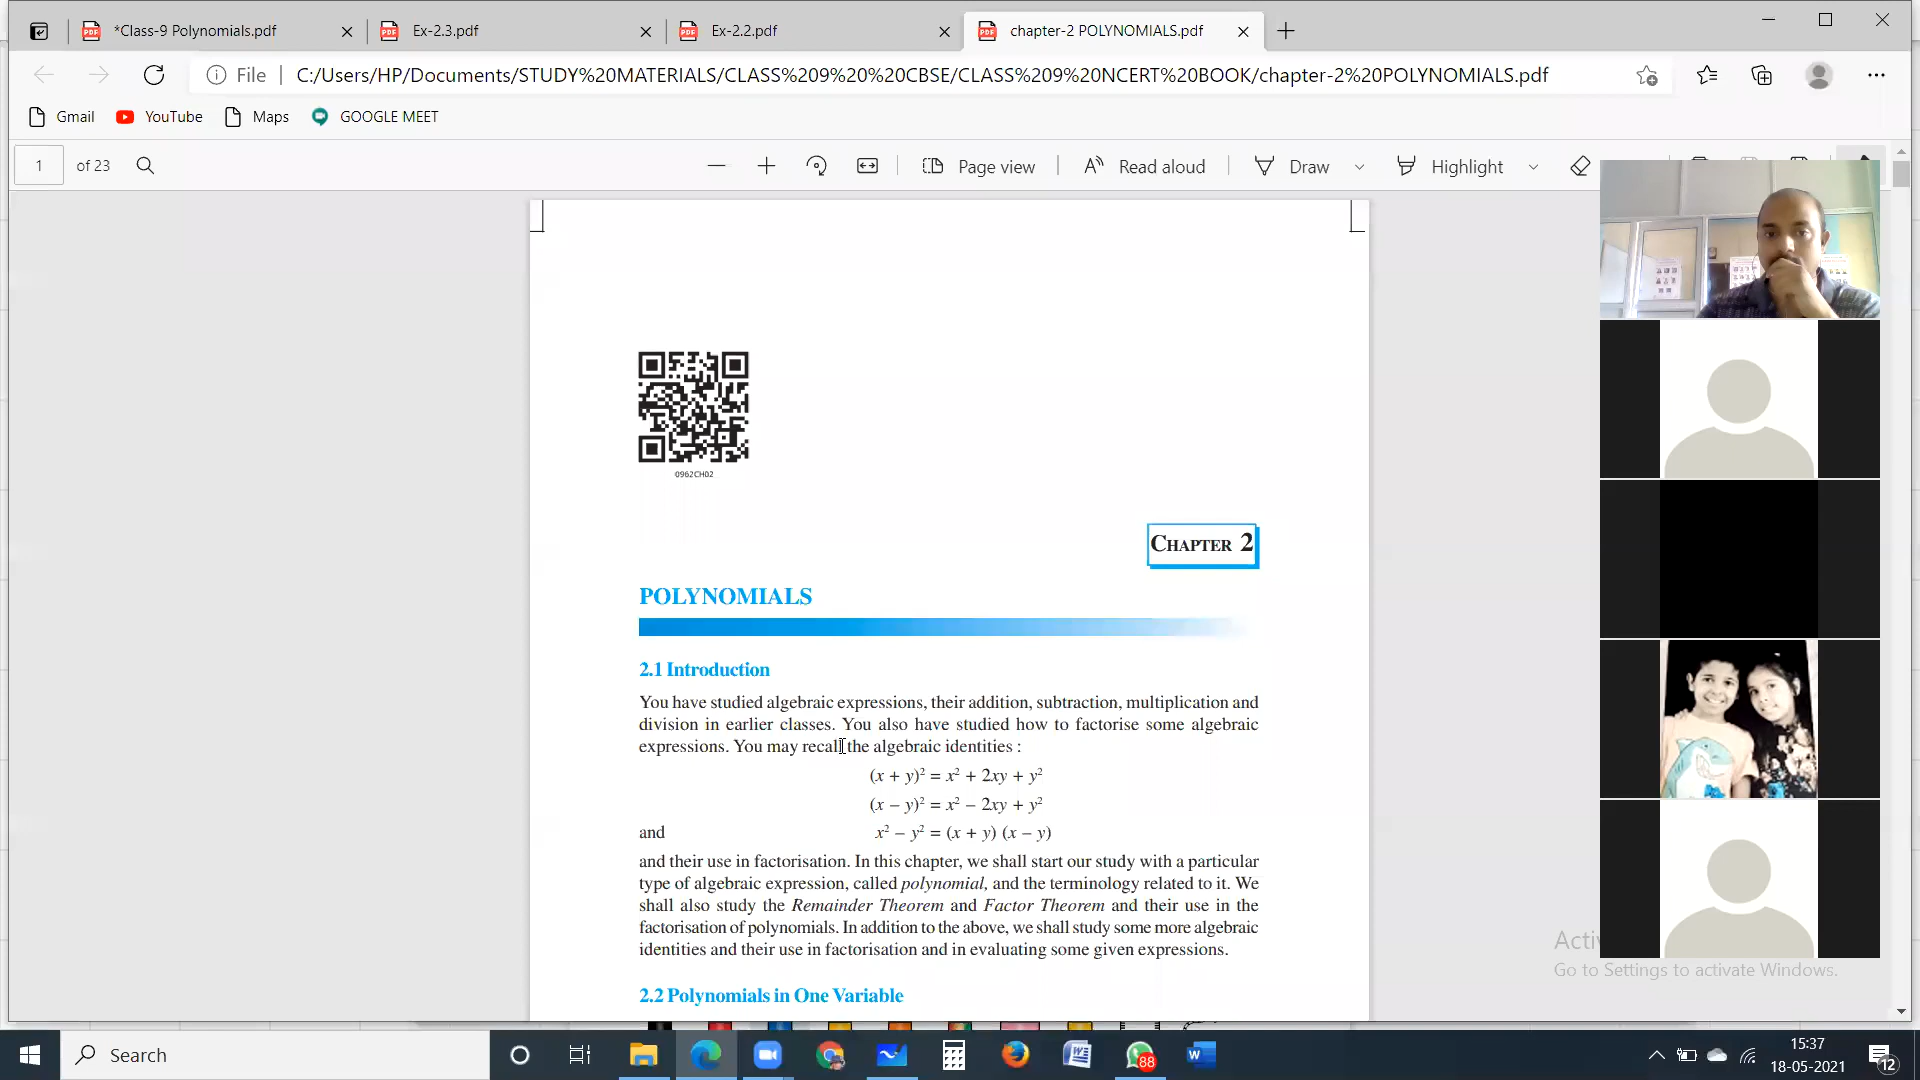 *Class-9 Polynomials.pdf
Ex-2.3.pdf
Ex-2.2.pdf
chapter-2 POLYNOMIALS.pdf
File
C:/Users/HP/Documents/STUDY%20MATERIALS/CLASS%209%20%20CBSE/CLASS%209%20NCERT%20BOOK/chapter-2%20POLYNOMIALS.pdf
Gmail
YouTube
Maps
GOOGLE MEET
1 of 23
Page view
Read aloud
Draw
Highlight
0962CH02
CHAPTER 2
POLYNOMIALS
2.1 Introduction
You have studied algebraic expressions, their addition, subtraction, multiplication and
division in earlier classes. You also have studied how to factorise some algebraic
expressions. You may recall the algebraic identities :
(x + y)² = x² + 2xy + y²
(x – y)² = x² – 2xy + y²
and x² – y² = (x + y) (x – y)
and their use in factorisation. In this chapter, we shall start our study with a particular
type of algebraic expression, called polynomial, and the terminology related to it. We
shall also study the Remainder Theorem and Factor Theorem and their use in the
factorisation of polynomials. In addition to the above, we shall study some more algebraic
identities and their use in factorisation and in evaluating some given expressions.
2.2 Polynomials in One Variable
Go to Settings to activate Windows.
Search
88
15:37
18-05-2021
12